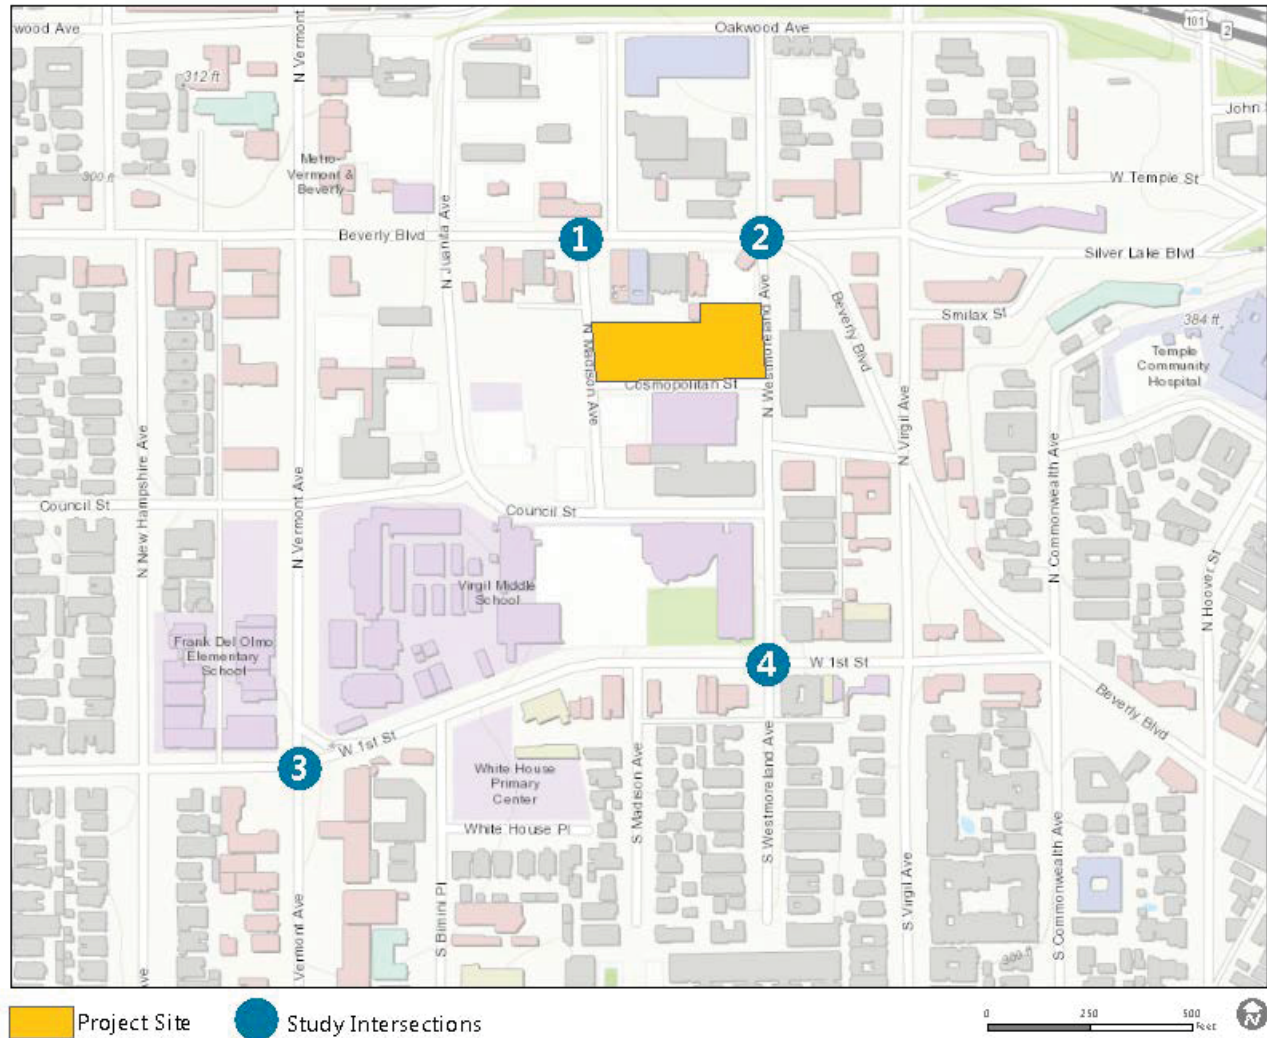 wood Ave
N Vermont
Oakwood Ave
101
2
312 ft
John
300 ft
Metro-
Vermont &
Beverly
W Temple St
N Juanita Ave
Beverly Blvd
1
2
Silver Lake Blvd
N Madison Ave
N Westmoreland Ave
Beverly Blvd
Smilax St
384 ft
Temple
Community
Hospital
Cosmopolitan St
N Virgil Ave
N New Hampshire Ave
N Vermont Ave
N Commonwealth Ave
Council St
Council St
N Hoover St
Virgil Middle
School
Frank Del Olmo
Elementary
School
4
W 1st St
Beverly Blvd
3
W 1st St
White House
Primary
Center
S Madison Ave
S Westmoreland Ave
White House Pl
S Bimini Pl
S Virgil Ave
S Commonwealth Ave
Vermont Ave
Ave
300 ft
Project Site
Study Intersections
0
250
500
Feet
N